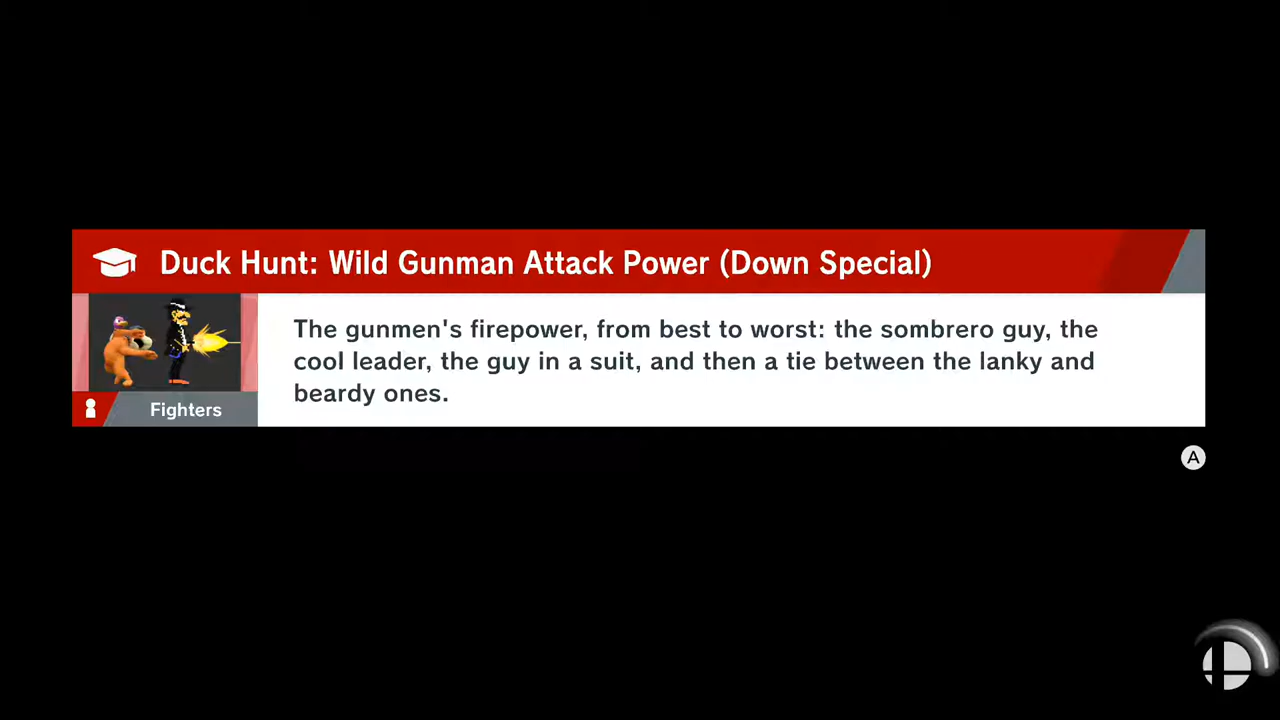 Duck Hunt: Wild Gunman Attack Power (Down Special)
The gunmen's firepower, from best to worst: the sombrero guy, the
cool leader, the guy in a suit, and then a tie between the lanky and
beardy ones.
Fighters
A